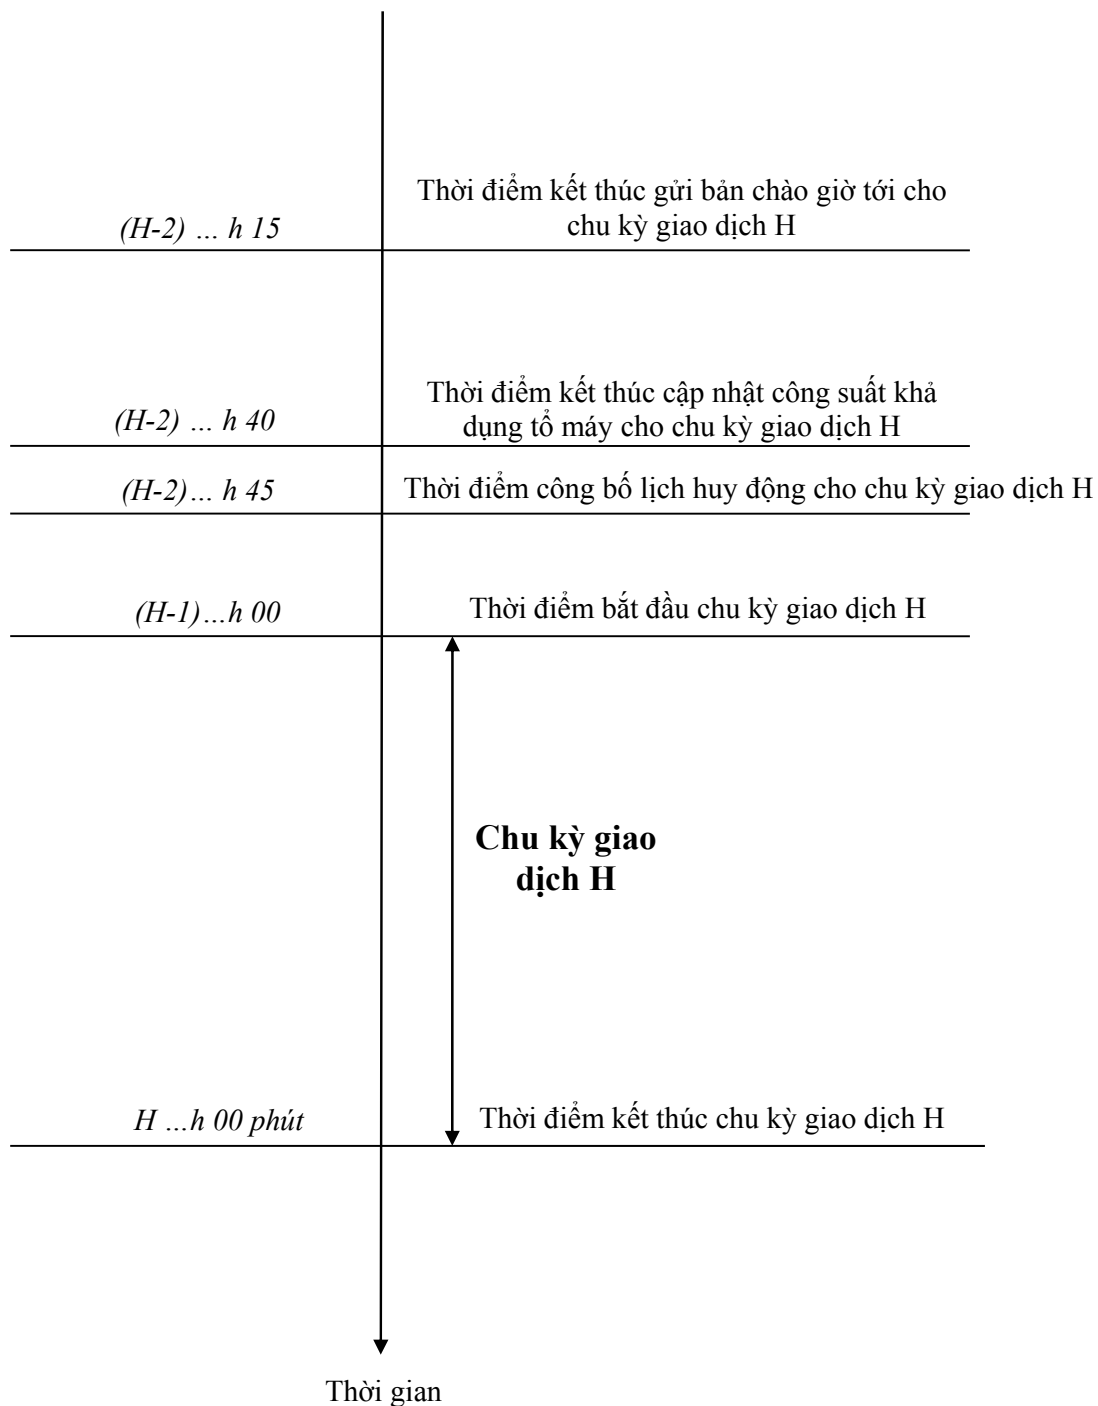 Thời điểm kết thúc gửi bản chào giờ tới cho
chu kỳ giao dịch H
(H-2) ... h 15
Thời điểm kết thúc cập nhật công suất khả
dụng tổ máy cho chu kỳ giao dịch H
(H-2) ... h 40
(H-2)... h 45
Thời điểm công bố lịch huy động cho chu kỳ giao dịch H
(H-1)...h 00
Thời điểm bắt đầu chu kỳ giao dịch H
Chu kỳ giao
dịch H
H ...h 00 phút
Thời điểm kết thúc chu kỳ giao dịch H
Thời gian